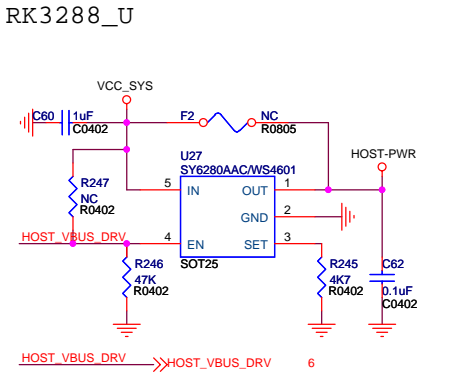 RK3288_U
VCC_SYS
C60
1uF
C0402
F2
NC
R0805
HOST-PWR
U27
SY6280AAC/WS4601
R247
NC
R0402
5
IN
OUT
1
GND
2
HOST_VBUS_DRV
4
EN
SET
3
SOT25
R246
47K
R0402
R245
4K7
R0402
C62
0.1uF
C0402
HOST_VBUS_DRV
HOST_VBUS_DRV
6